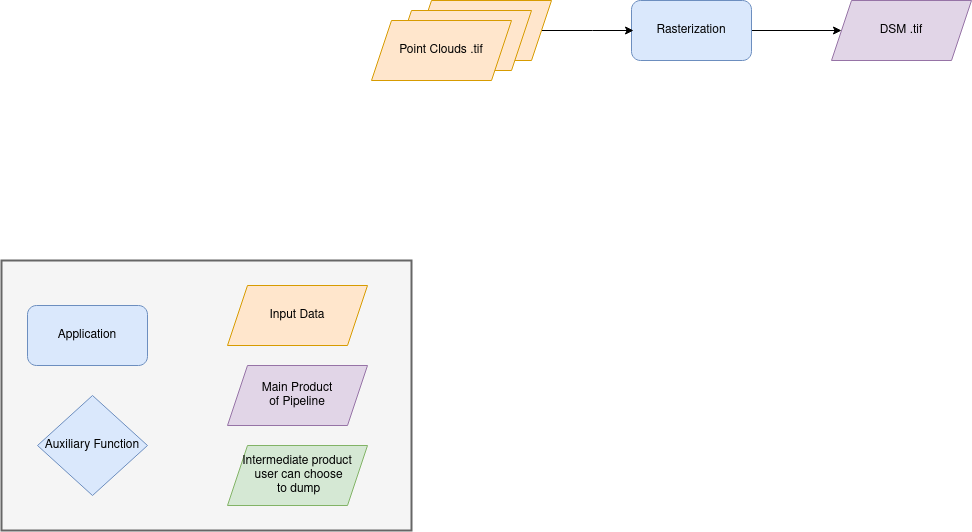 Point Clouds .tif
Rasterization
DSM .tif
Application
Input Data
Main Product
of Pipeline
Auxiliary Function
Intermediate product
user can choose
to dump